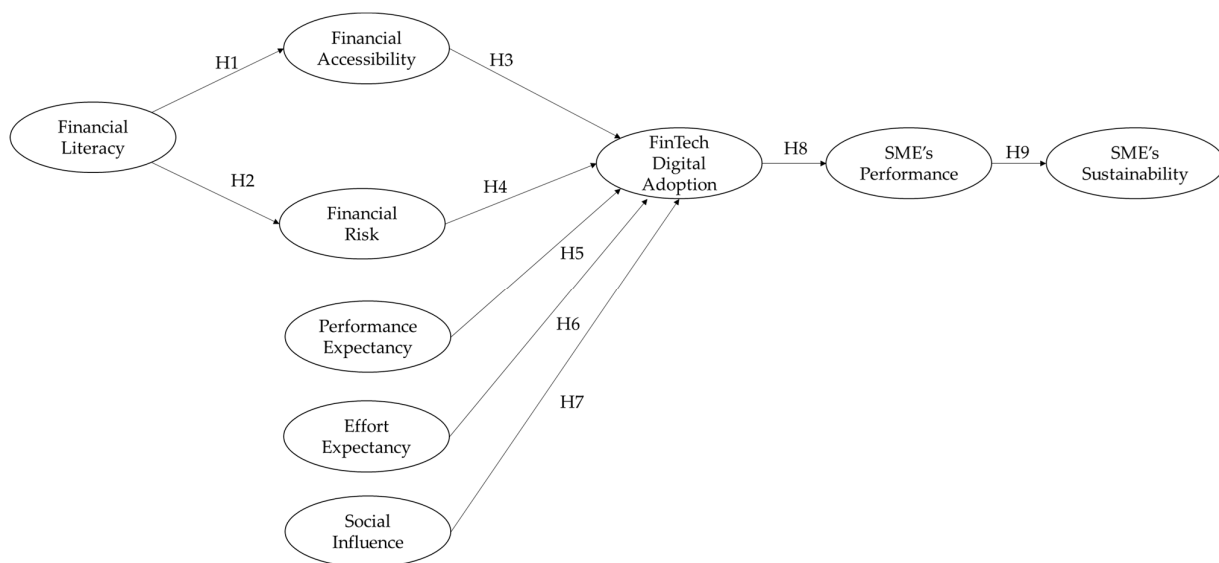 Financial
Accessibility
H1
H3
Financial
Literacy
FinTech
Digital
Adoption
H8
SME's
Performance
H9
SME's
Sustainability
H2
H4
Financial
Risk
H5
Performance
Expectancy
H6
H7
Effort
Expectancy
Social
Influence